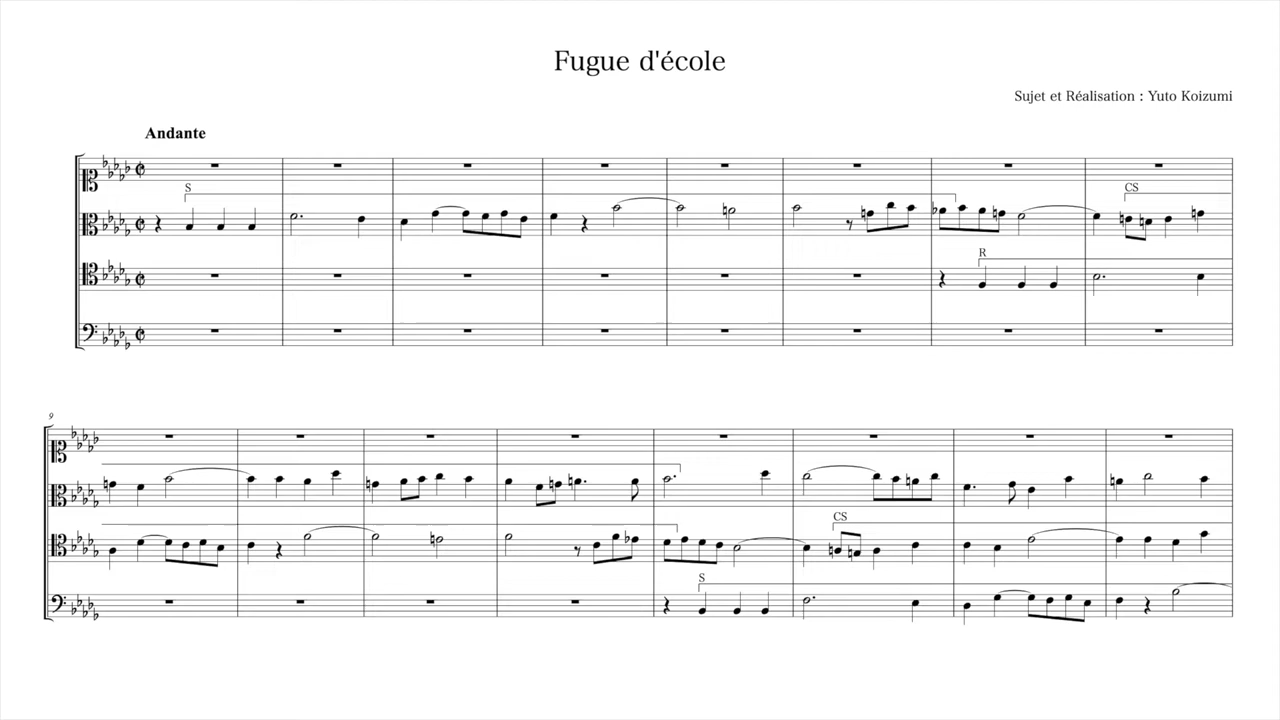 Fugue d'école
Sujet et Réalisation : Yuto Koizumi
Andante
S
CS
R
9
CS
S